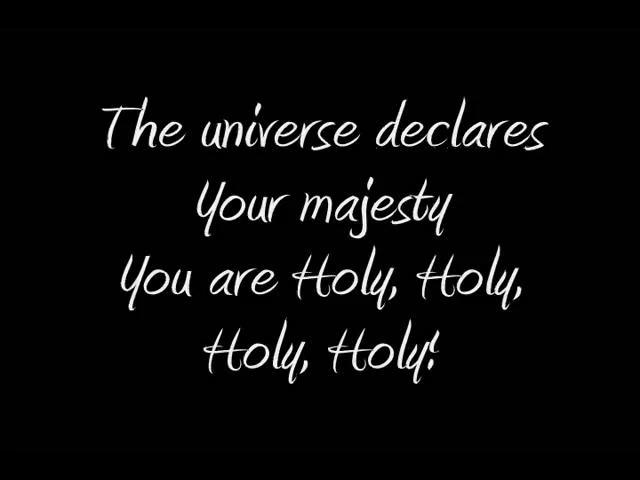 The universe declares
Your majesty
You are Holy, Holy,
Holy, Holy!